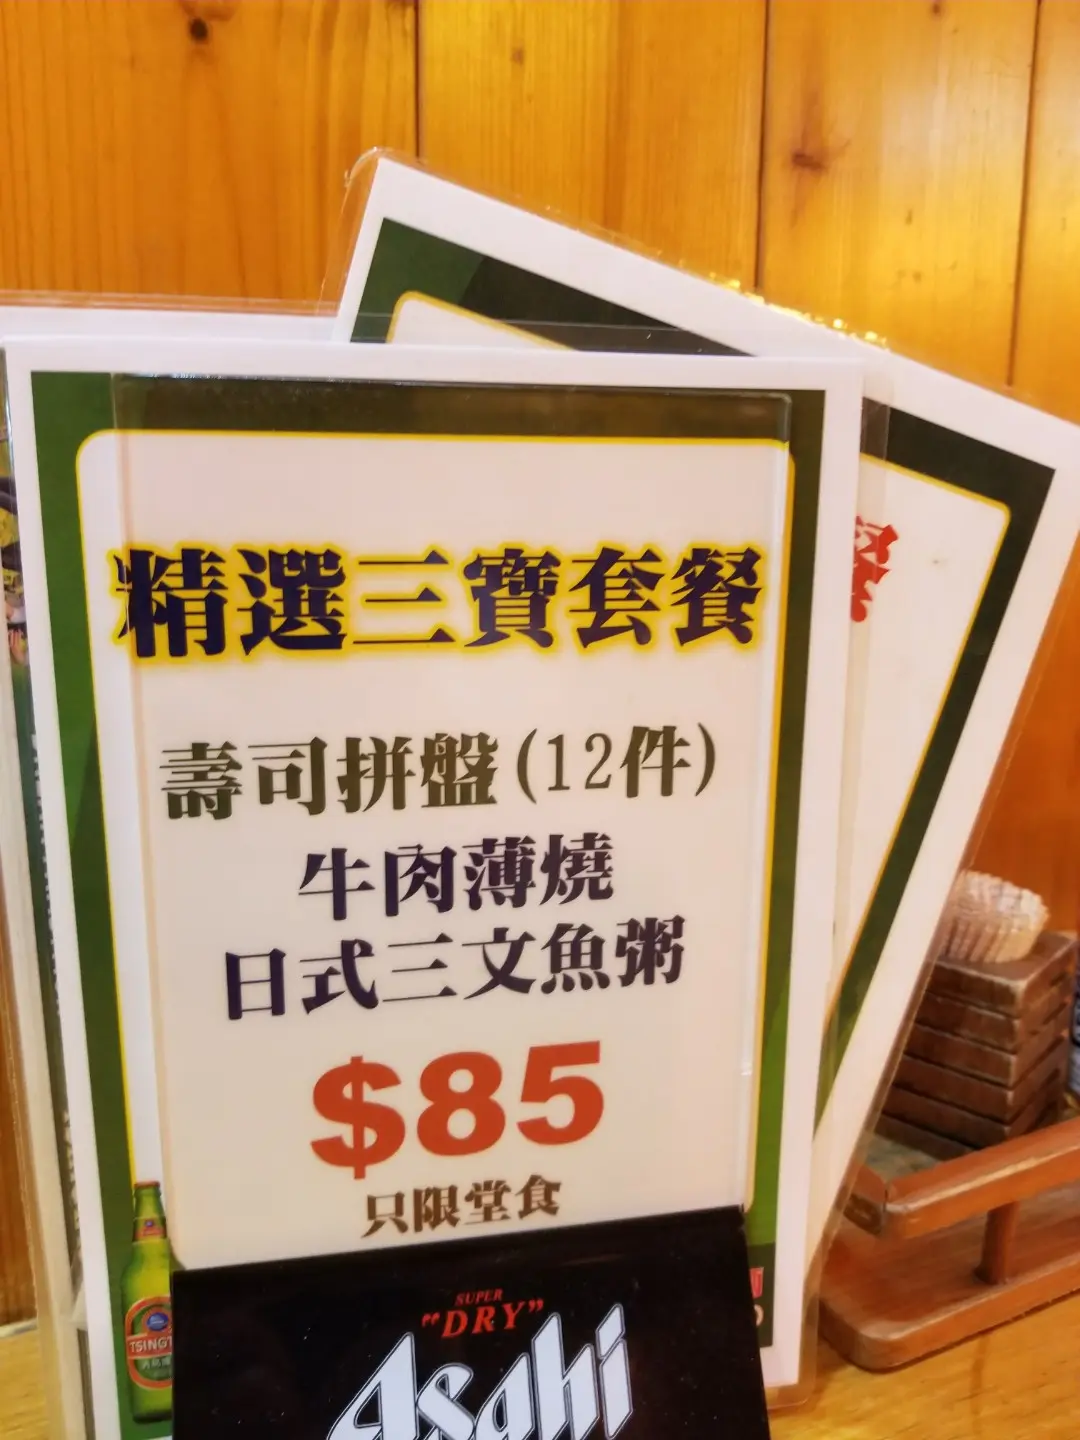 精選三寶套餐
壽司拼盤(12件)
牛肉薄燒
日式三文魚粥
$85
只限堂食
SUPER
"DRY"
Asahi
TSINGT